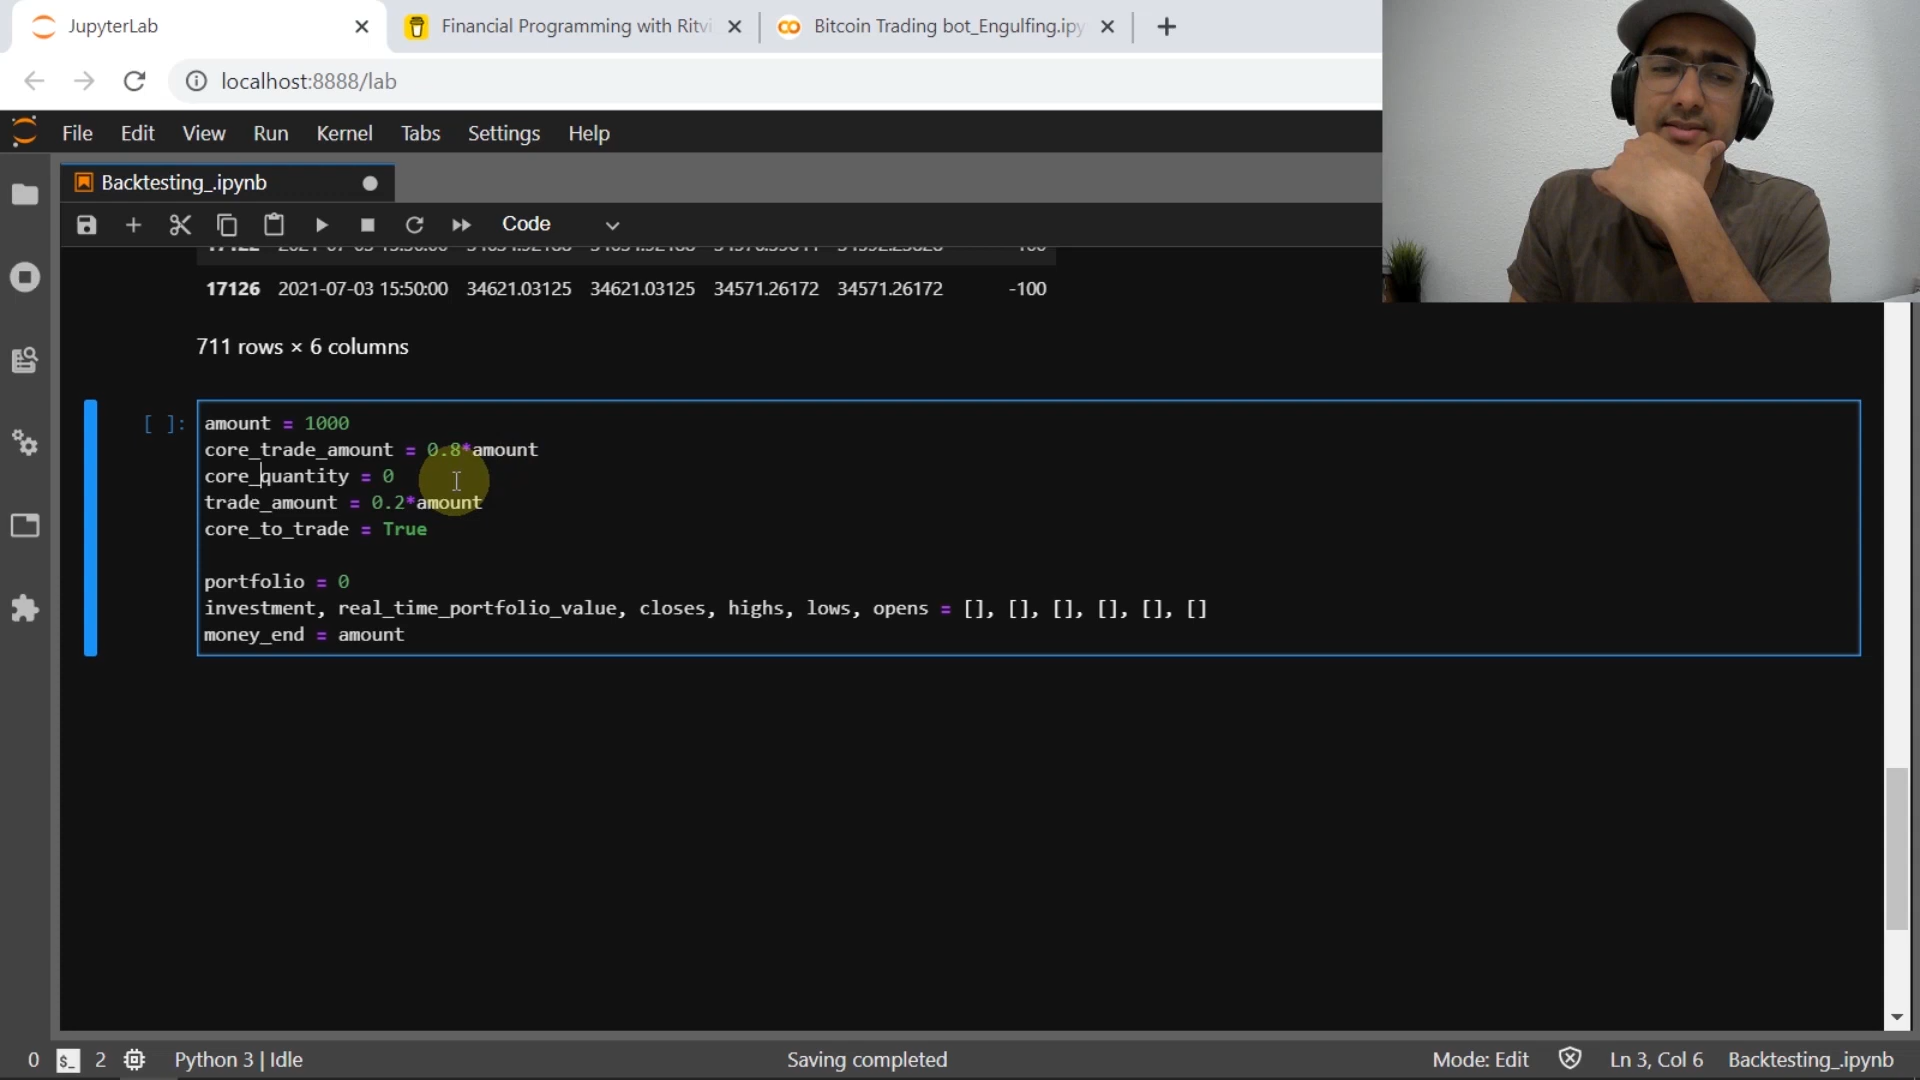 JupyterLab
Financial Programming with Ritvi
Bitcoin Trading bot_Engulfing.ipy
localhost:8888/lab
File Edit View Run Kernel Tabs Settings Help
Backtesting_.ipynb
Code
17126 2021-07-03 15:50:00 34621.03125 34621.03125 34571.26172 34571.26172 -100
711 rows × 6 columns
[ ]:
amount = 1000
core_trade_amount = 0.8*amount
core_quantity = 0
trade_amount = 0.2*amount
core_to_trade = True
portfolio = 0
investment, real_time_portfolio_value, closes, highs, lows, opens = [], [], [], [], [], []
money_end = amount
0 $_ 2 Python 3 | Idle Saving completed Mode: Edit Ln 3, Col 6 Backtesting_.ipynb